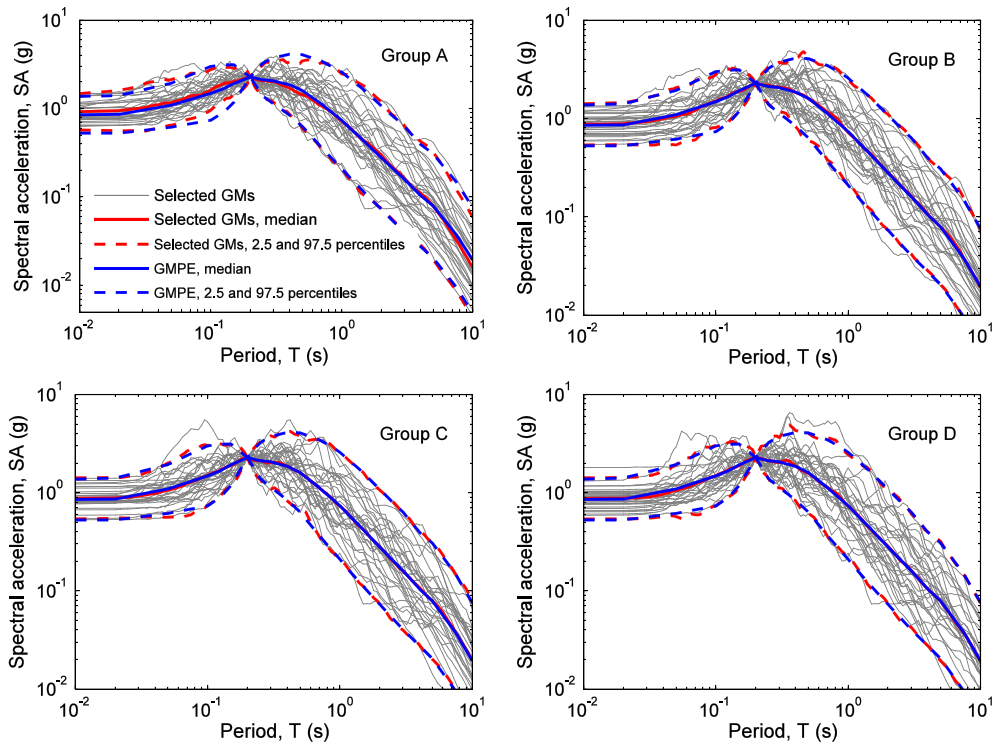 Spectral acceleration, SA (g)
10^1
10^0
10^-1
10^-2
Group A
Selected GMs
Selected GMs, median
Selected GMs, 2.5 and 97.5 percentiles
GMPE, median
GMPE, 2.5 and 97.5 percentiles
10^-2 10^-1 10^0 10^1
Period, T (s)
Spectral acceleration, SA (g)
10^1
10^0
10^-1
10^-2
Group B
10^-2 10^-1 10^0 10^1
Period, T (s)
Spectral acceleration, SA (g)
10^1
10^0
10^-1
10^-2
Group C
10^-2 10^-1 10^0 10^1
Period, T (s)
Spectral acceleration, SA (g)
10^1
10^0
10^-1
10^-2
Group D
10^-2 10^-1 10^0 10^1
Period, T (s)